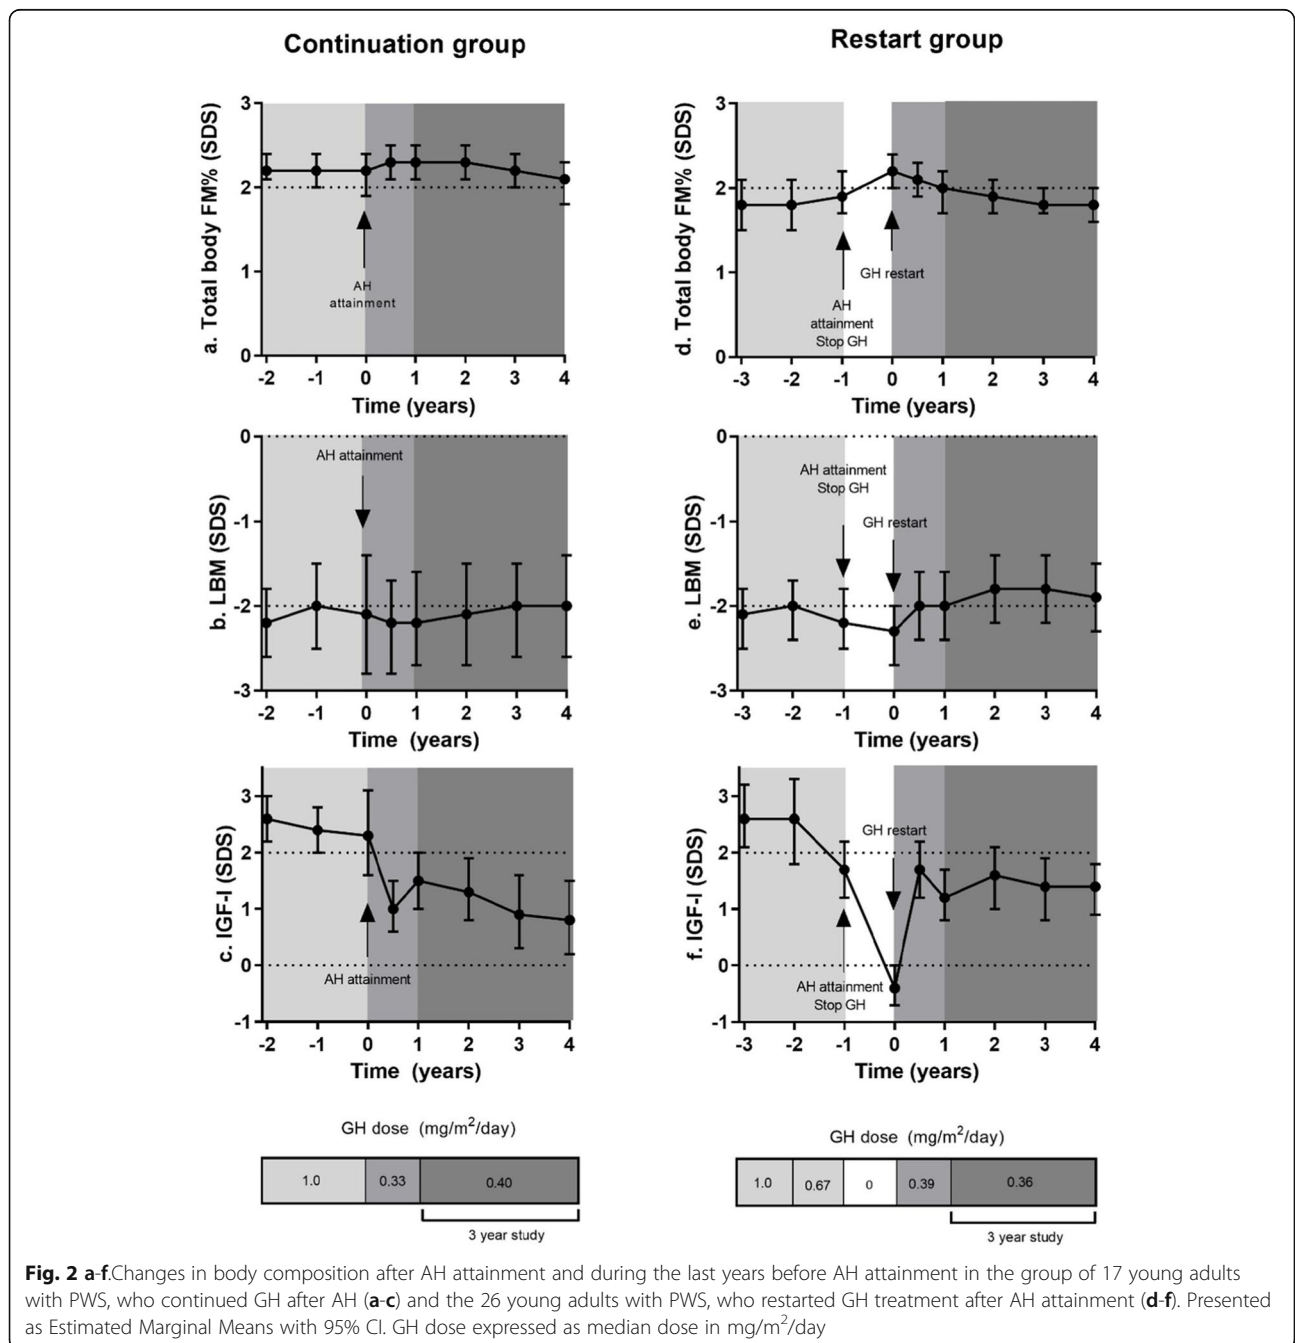 Continuation group
Restart group
a. Total body FM% (SDS)
3
2
1
0
AH
attainment
-2 -1 0 1 2 3 4
Time (years)
d. Total body FM% (SDS)
3
2
1
0
GH restart
AH
attainment
Stop GH
-3 -2 -1 0 1 2 3 4
Time (years)
b. LBM (SDS)
0
-1
-2
-3
AH attainment
-2 -1 0 1 2 3 4
Time (years)
e. LBM (SDS)
0
-1
-2
-3
AH attainment
Stop GH
GH restart
-3 -2 -1 0 1 2 3 4
Time (years)
c. IGF-I (SDS)
3
2
1
0
-1
AH attainment
-2 -1 0 1 2 3 4
Time (years)
f. IGF-I (SDS)
3
2
1
0
-1
GH restart
AH attainment
Stop GH
-3 -2 -1 0 1 2 3 4
Time (years)
GH dose (mg/m²/day)
1.0 0.33 0.40
3 year study
GH dose (mg/m²/day)
1.0 0.67 0 0.39 0.36
3 year study
Fig. 2 a-f.Changes in body composition after AH attainment and during the last years before AH attainment in the group of 17 young adults
with PWS, who continued GH after AH (a-c) and the 26 young adults with PWS, who restarted GH treatment after AH attainment (d-f). Presented
as Estimated Marginal Means with 95% CI. GH dose expressed as median dose in mg/m²/day